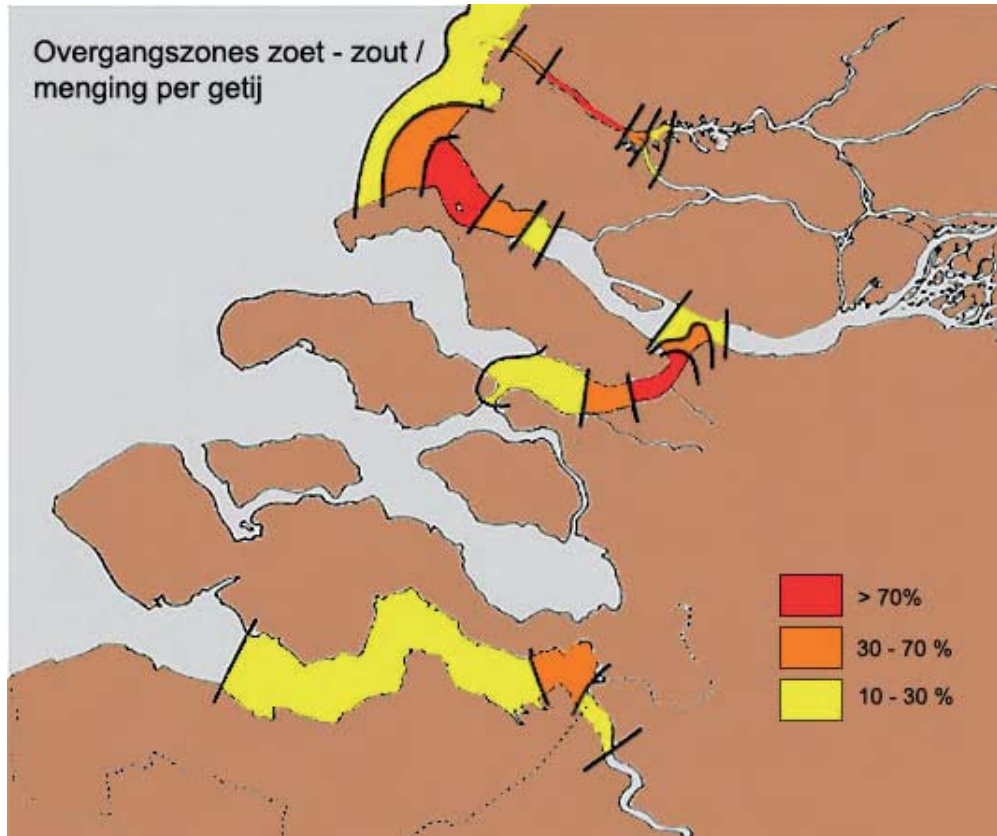 Overgangszones zoet - zout /
menging per getij
> 70%
30 - 70 %
10 - 30 %